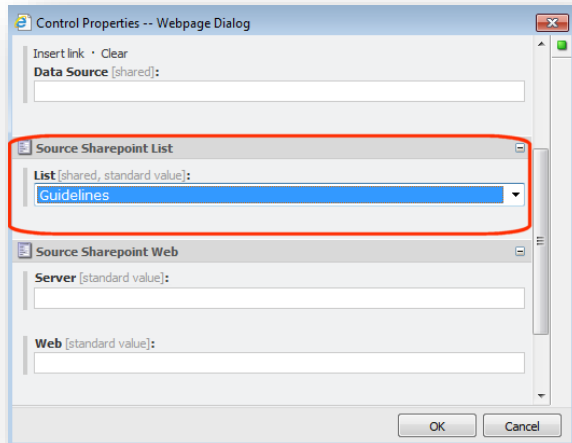 Control Properties -- Webpage Dialog
Insert link · Clear
Data Source [shared]:
Source Sharepoint List
List [shared, standard value]:
Guidelines
Source Sharepoint Web
Server [standard value]:
Web [standard value]:
OK Cancel